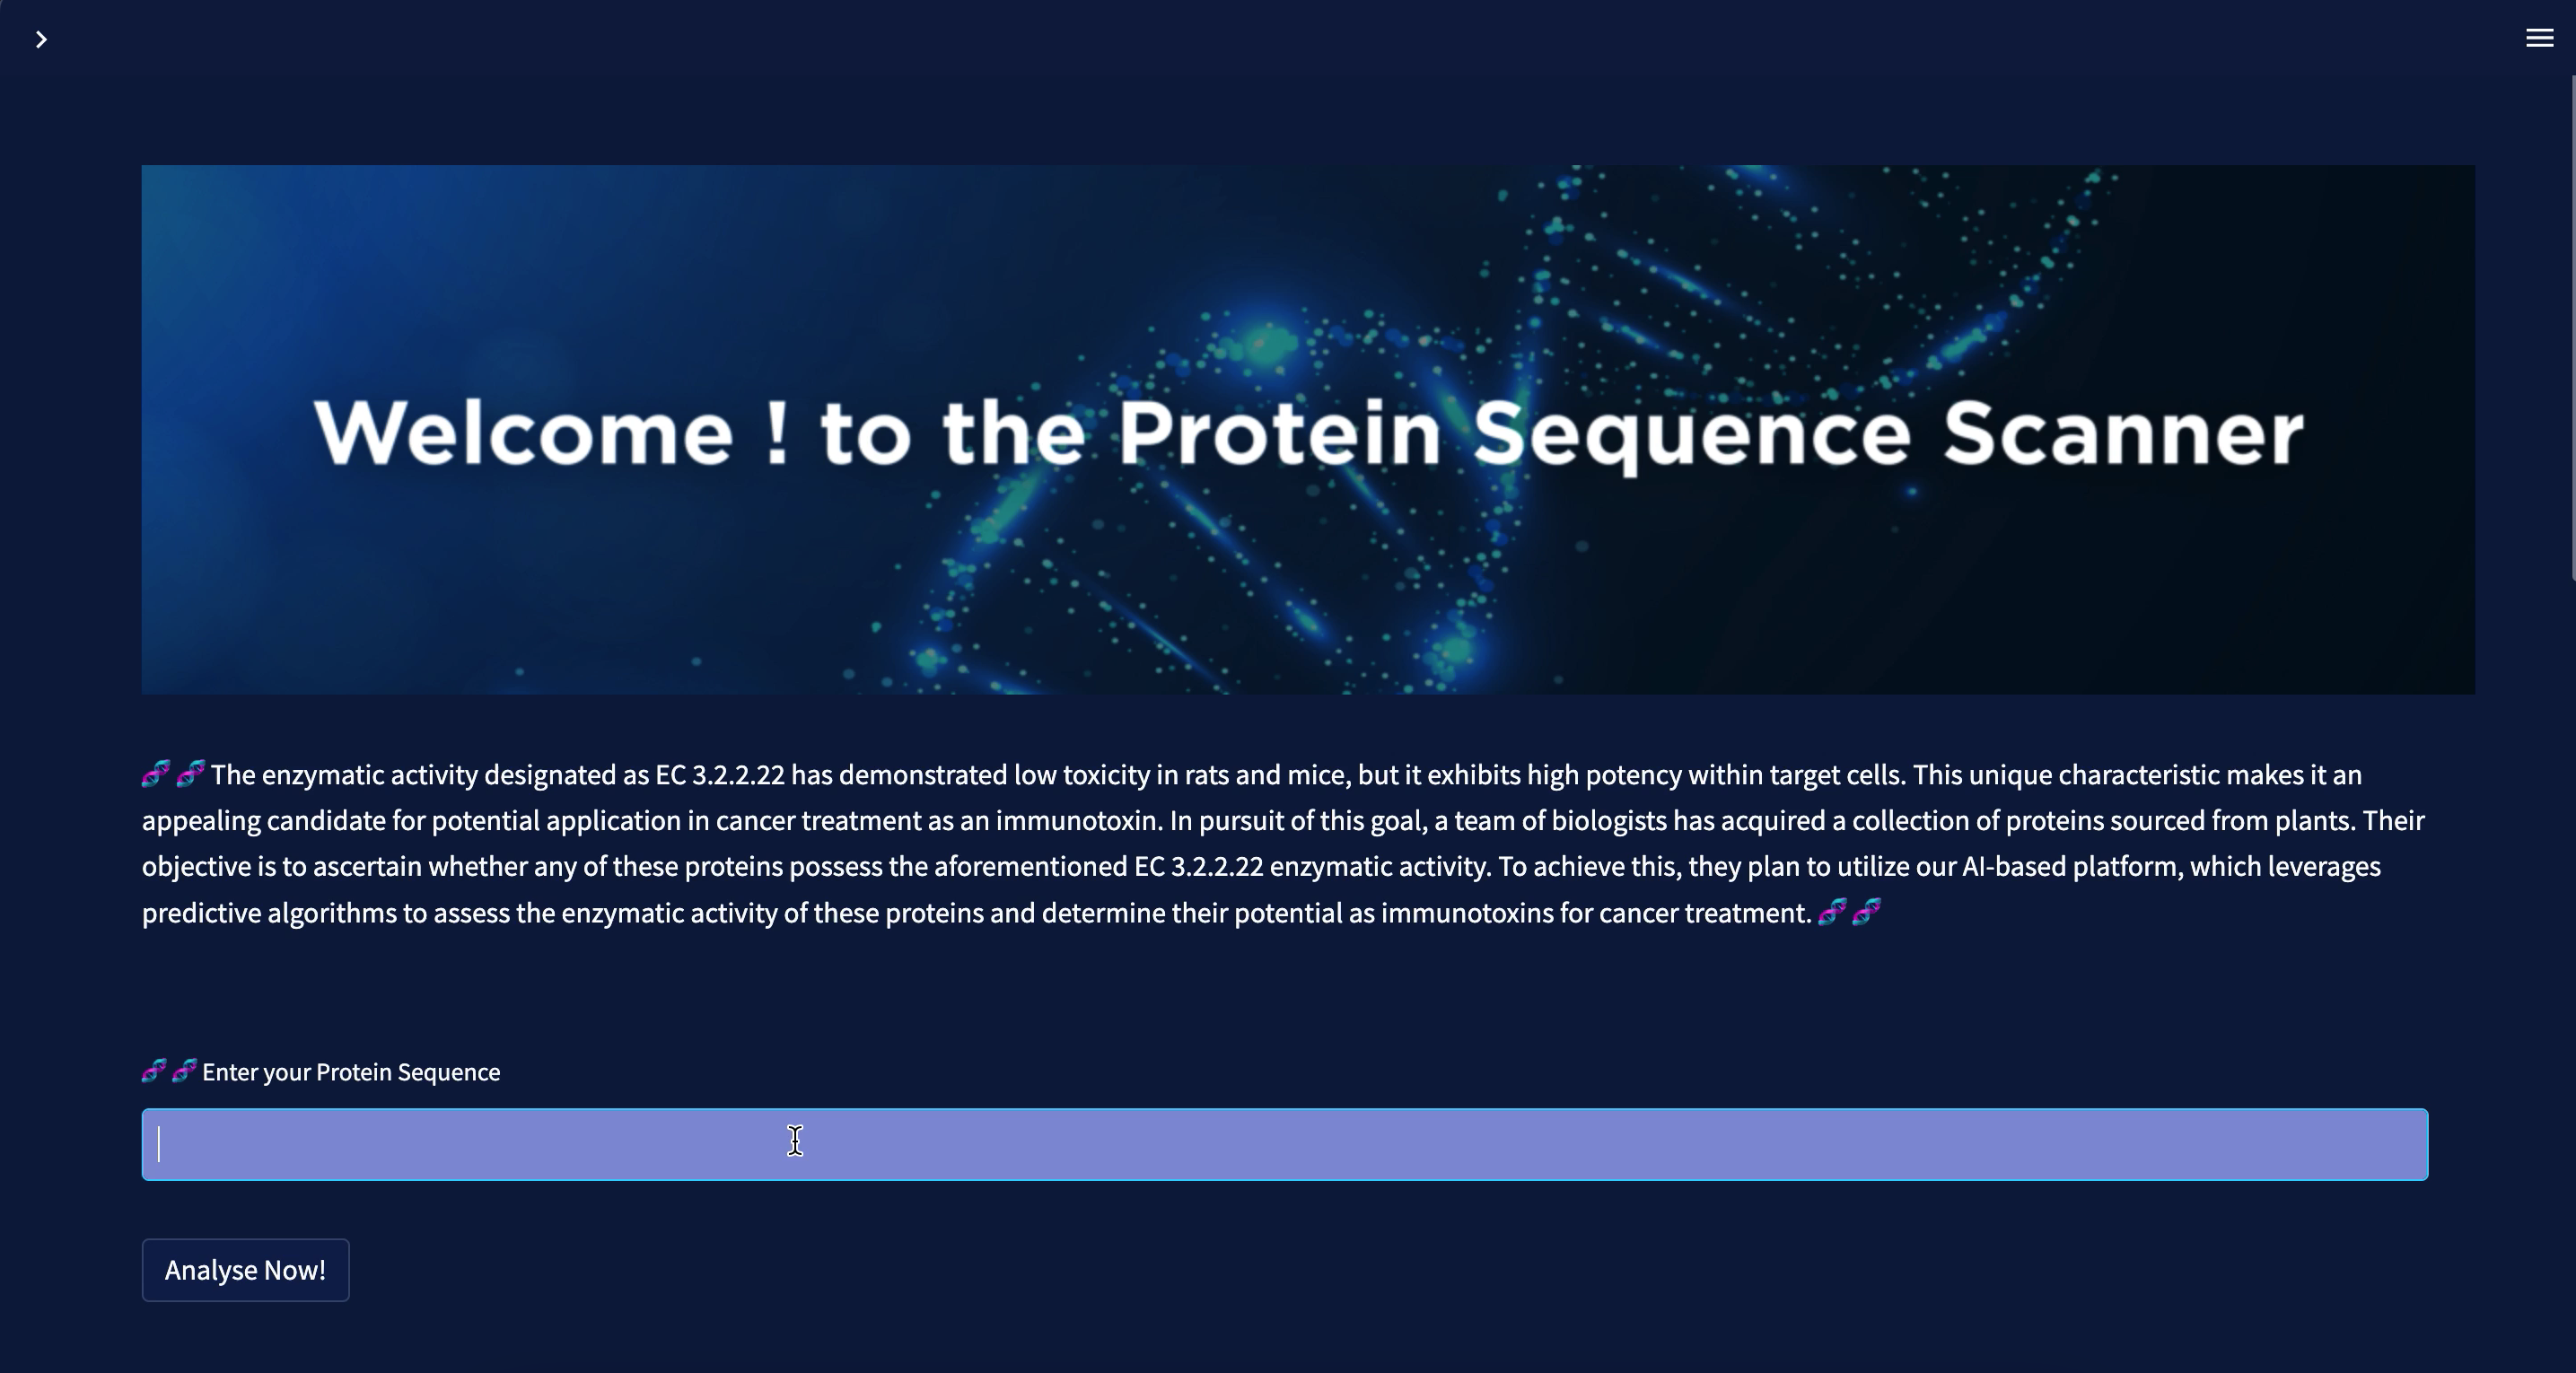 Welcome ! to the Protein Sequence Scanner
🧬 🧬 The enzymatic activity designated as EC 3.2.2.22 has demonstrated low toxicity in rats and mice, but it exhibits high potency within target cells. This unique characteristic makes it an
appealing candidate for potential application in cancer treatment as an immunotoxin. In pursuit of this goal, a team of biologists has acquired a collection of proteins sourced from plants. Their
objective is to ascertain whether any of these proteins possess the aforementioned EC 3.2.2.22 enzymatic activity. To achieve this, they plan to utilize our AI-based platform, which leverages
predictive algorithms to assess the enzymatic activity of these proteins and determine their potential as immunotoxins for cancer treatment. 🧬 🧬
🧬 🧬 Enter your Protein Sequence
Analyse Now!